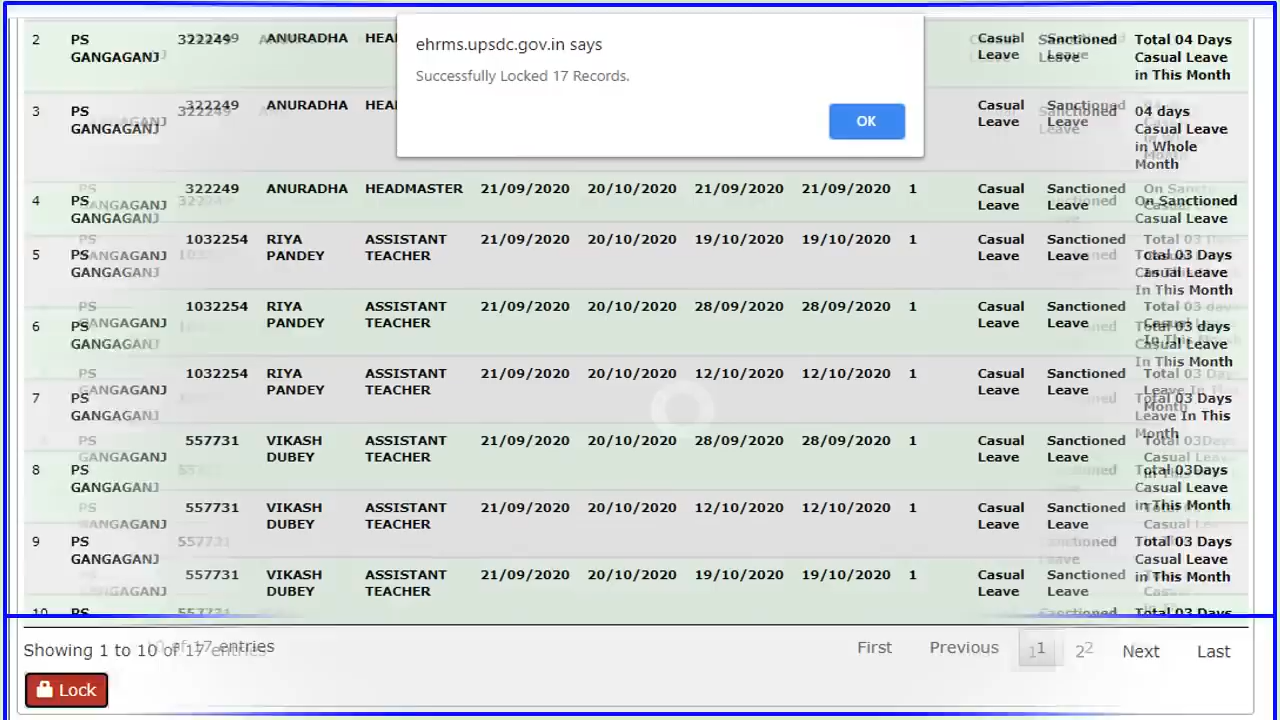 ehrms.upsdc.gov.in says
Successfully Locked 17 Records.
OK
2 PS GANGAGANJ 322249 ANURADHA Casual Leave Sanctioned Leave Total 04 Days Casual Leave in This Month
3 PS GANGAGANJ 322249 ANURADHA Casual Leave Sanctioned Leave 04 days Casual Leave in Whole Month
4 PS GANGAGANJ 322249 ANURADHA HEADMASTER 21/09/2020 20/10/2020 21/09/2020 21/09/2020 1 Casual Leave Sanctioned Leave On Sanctioned Casual Leave
5 PS GANGAGANJ 1032254 RIYA PANDEY ASSISTANT TEACHER 21/09/2020 20/10/2020 19/10/2020 19/10/2020 1 Casual Leave Sanctioned Leave Total 03 Days Casual Leave In This Month
6 PS GANGAGANJ 1032254 RIYA PANDEY ASSISTANT TEACHER 21/09/2020 20/10/2020 28/09/2020 28/09/2020 1 Casual Leave Sanctioned Leave Total 03 days Casual Leave In This Month
7 PS GANGAGANJ 1032254 RIYA PANDEY ASSISTANT TEACHER 21/09/2020 20/10/2020 12/10/2020 12/10/2020 1 Casual Leave Sanctioned Leave Total 03 Days Leave In This Month
8 PS GANGAGANJ 557731 VIKASH DUBEY ASSISTANT TEACHER 21/09/2020 20/10/2020 28/09/2020 28/09/2020 1 Casual Leave Sanctioned Leave Total 03Days Casual Leave in This Month
9 PS GANGAGANJ 557731 VIKASH DUBEY ASSISTANT TEACHER 21/09/2020 20/10/2020 12/10/2020 12/10/2020 1 Casual Leave Sanctioned Leave Total 03 Days Casual Leave in This Month
10 PS 557731 VIKASH DUBEY ASSISTANT TEACHER 21/09/2020 20/10/2020 19/10/2020 19/10/2020 1 Casual Leave Sanctioned Leave Total 03 Days
Showing 1 to 10 of 17 entries
First Previous 1 2 Next Last
Lock